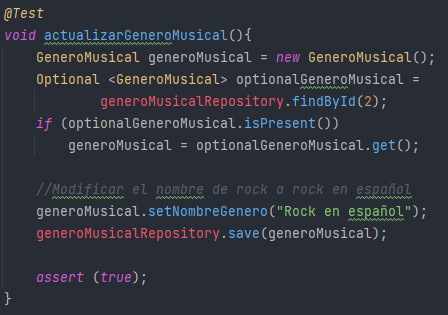 @Test
void actualizarGeneroMusical(){
GeneroMusical generoMusical = new GeneroMusical();
Optional <GeneroMusical> optionalGeneroMusical =
generoMusicalRepository.findById(2);
if (optionalGeneroMusical.isPresent())
generoMusical = optionalGeneroMusical.get();
//Modificar el nombre de rock a rock en español
generoMusical.setNombreGenero("Rock en español");
generoMusicalRepository.save(generoMusical);
assert (true);
}